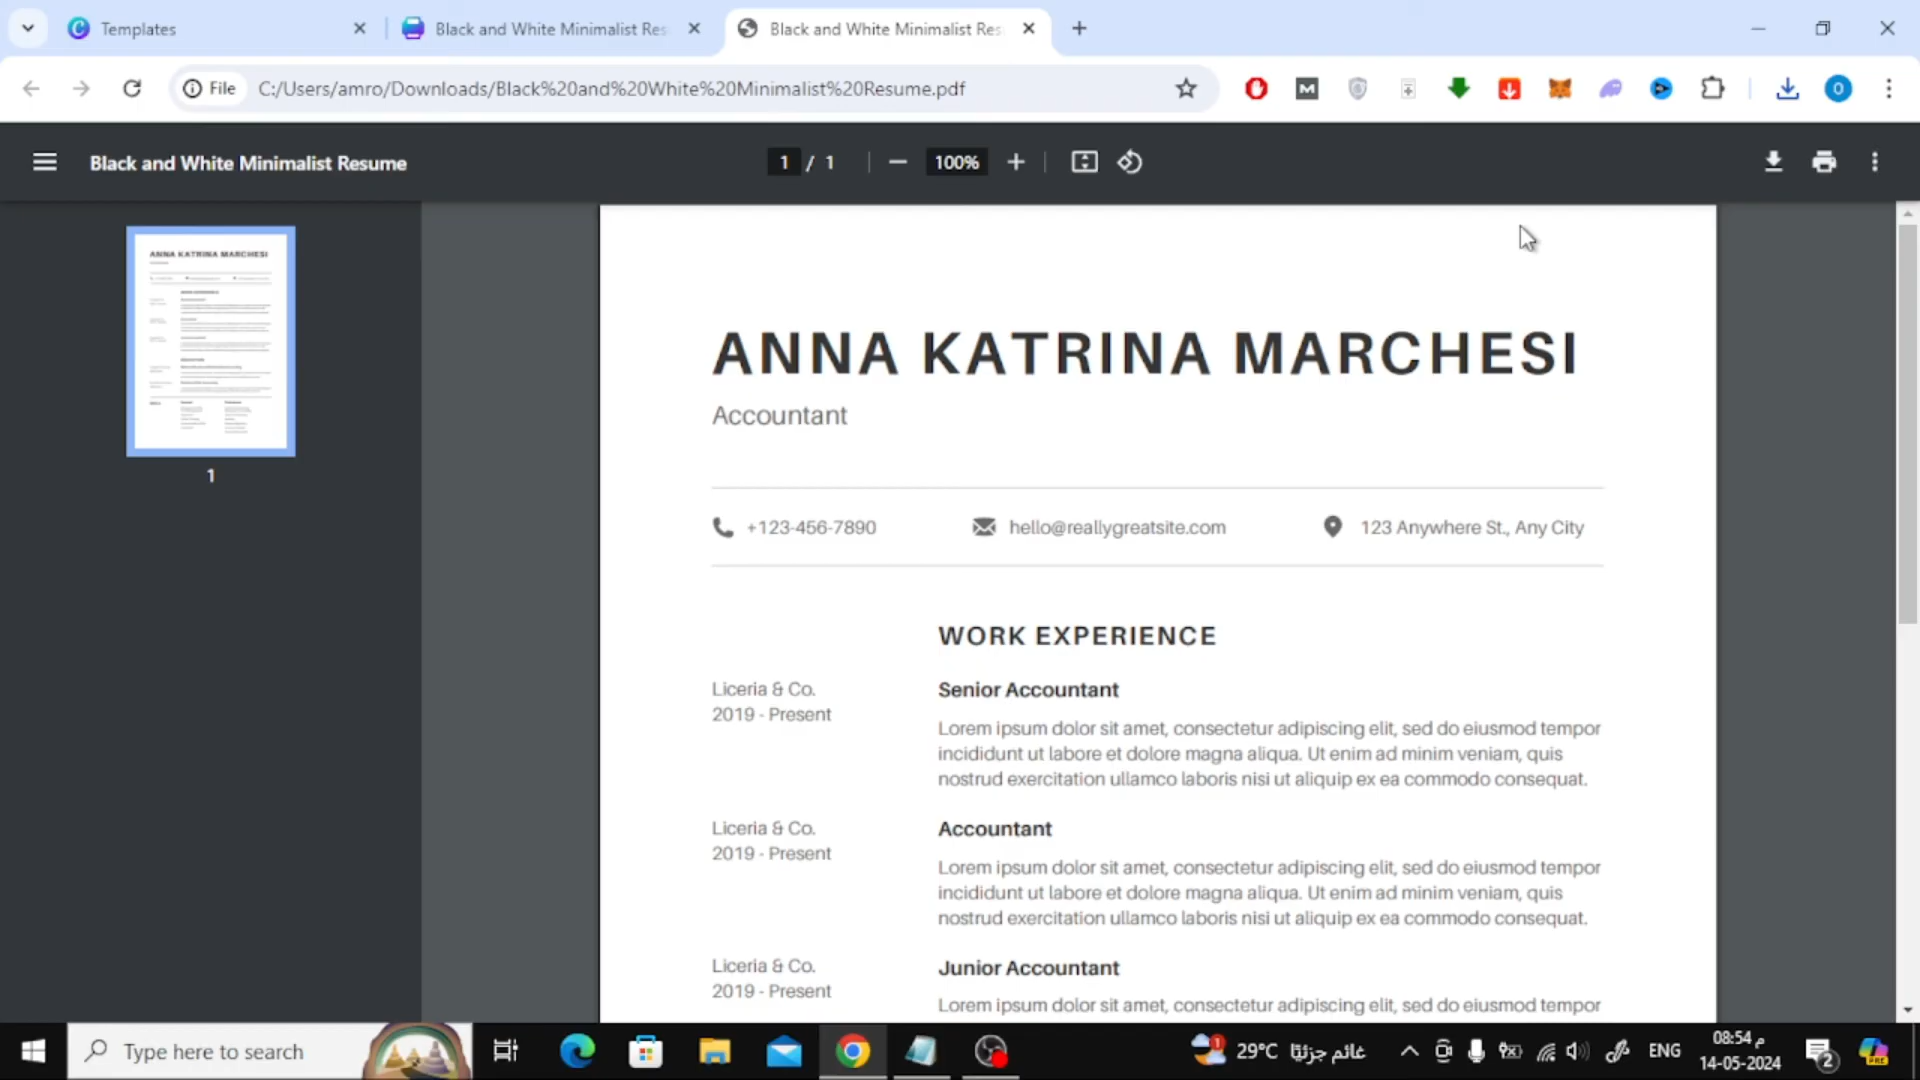 Templates
Black and White Minimalist Res
Black and White Minimalist Res
File
C:/Users/amro/Downloads/Black%20and%20White%20Minimalist%20Resume.pdf
Black and White Minimalist Resume
1 / 1
100%
1
ANNA KATRINA MARCHESI
Accountant
+123-456-7890
hello@reallygreatsite.com
123 Anywhere St., Any City
WORK EXPERIENCE
Liceria & Co.
2019 - Present
Senior Accountant
Lorem ipsum dolor sit amet, consectetur adipiscing elit, sed do eiusmod tempor
incididunt ut labore et dolore magna aliqua. Ut enim ad minim veniam, quis
nostrud exercitation ullamco laboris nisi ut aliquip ex ea commodo consequat.
Liceria & Co.
2019 - Present
Accountant
Lorem ipsum dolor sit amet, consectetur adipiscing elit, sed do eiusmod tempor
incididunt ut labore et dolore magna aliqua. Ut enim ad minim veniam, quis
nostrud exercitation ullamco laboris nisi ut aliquip ex ea commodo consequat.
Liceria & Co.
2019 - Present
Junior Accountant
Lorem ipsum dolor sit amet, consectetur adipiscing elit, sed do eiusmod tempor
Type here to search
29°C غائم جزئيًا
ENG
08:54 م
14-05-2024
2